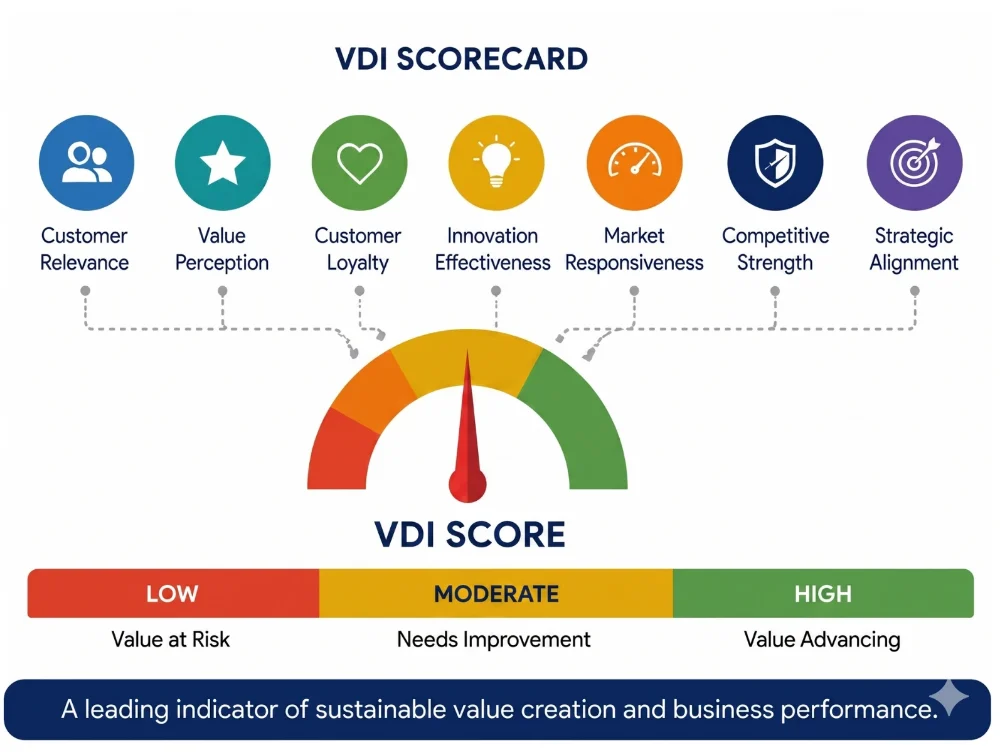 VDI SCORECARD
Customer
Relevance
Value
Perception
Customer
Loyalty
Innovation
Effectiveness
Market
Responsiveness
Competitive
Strength
Strategic
Alignment
VDI SCORE
LOW
MODERATE
HIGH
Value at Risk
Needs Improvement
Value Advancing
A leading indicator of sustainable value creation and business performance.